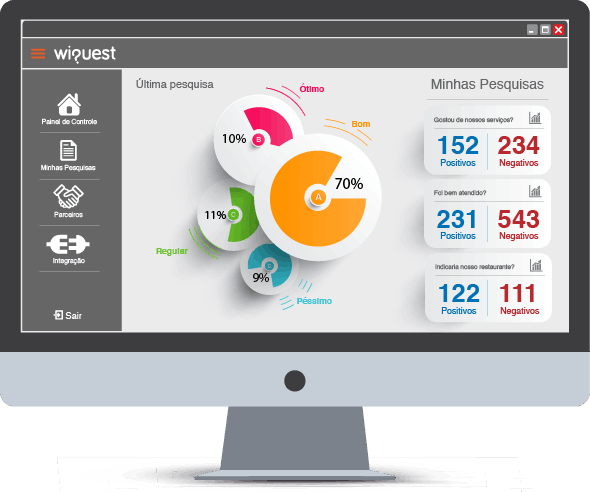 wiquest
Painel de Controle
Minhas Pesquisas
Parceiros
Integração
Sair
Última pesquisa
Ótimo
Bom
10%
B
70%
A
11%
C
Regular
9%
Péssimo
Minhas Pesquisas
Gostou de nossos serviços?
152 234
Positivos Negativos
Foi bem atendido?
231 543
Positivos Negativos
Indicaria nosso restaurante?
122 111
Positivos Negativos